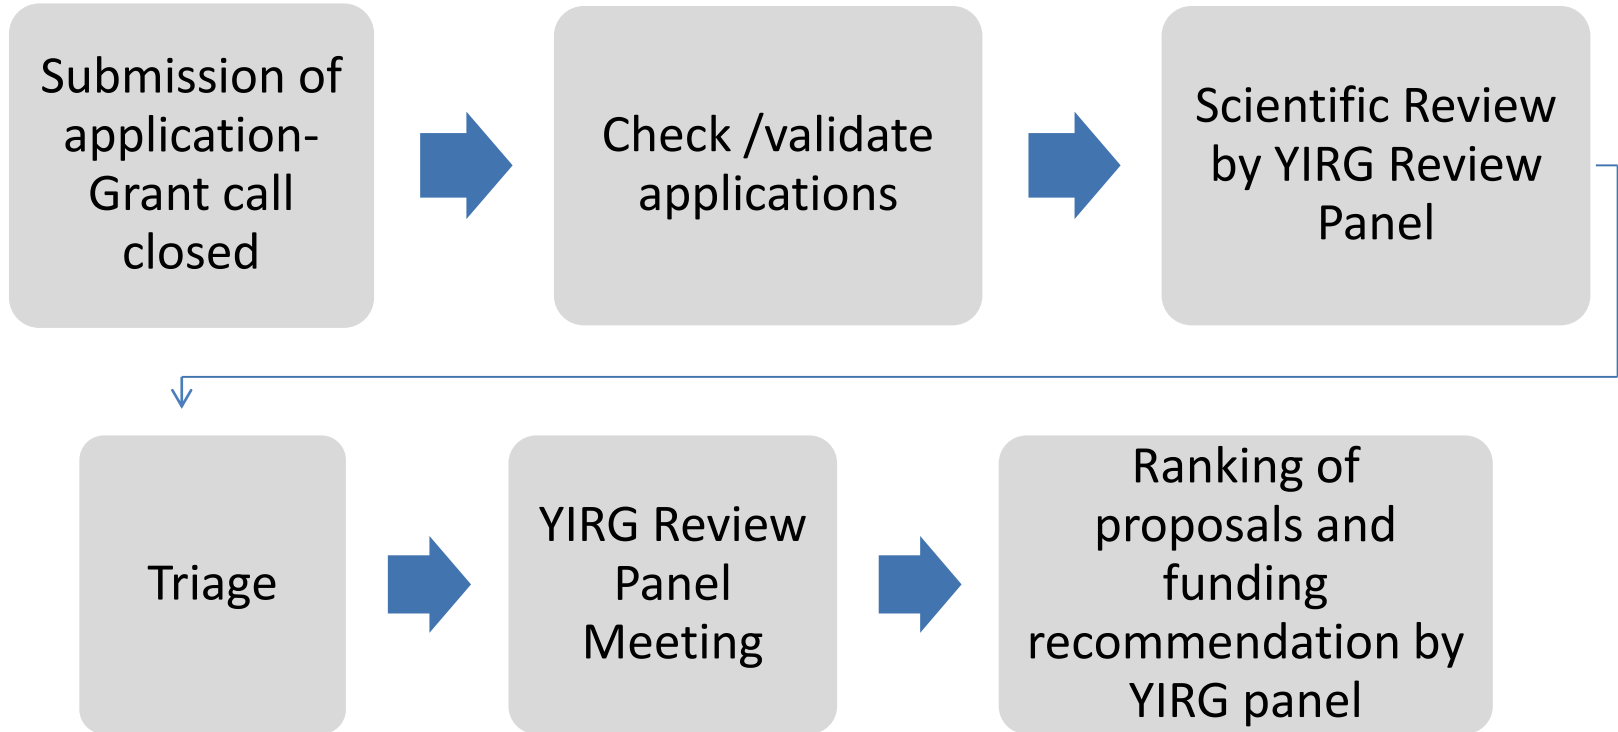 Submission of
application-
Grant call
closed
Check /validate
applications
Scientific Review
by YIRG Review
Panel
Triage
YIRG Review
Panel
Meeting
Ranking of
proposals and
funding
recommendation by
YIRG panel